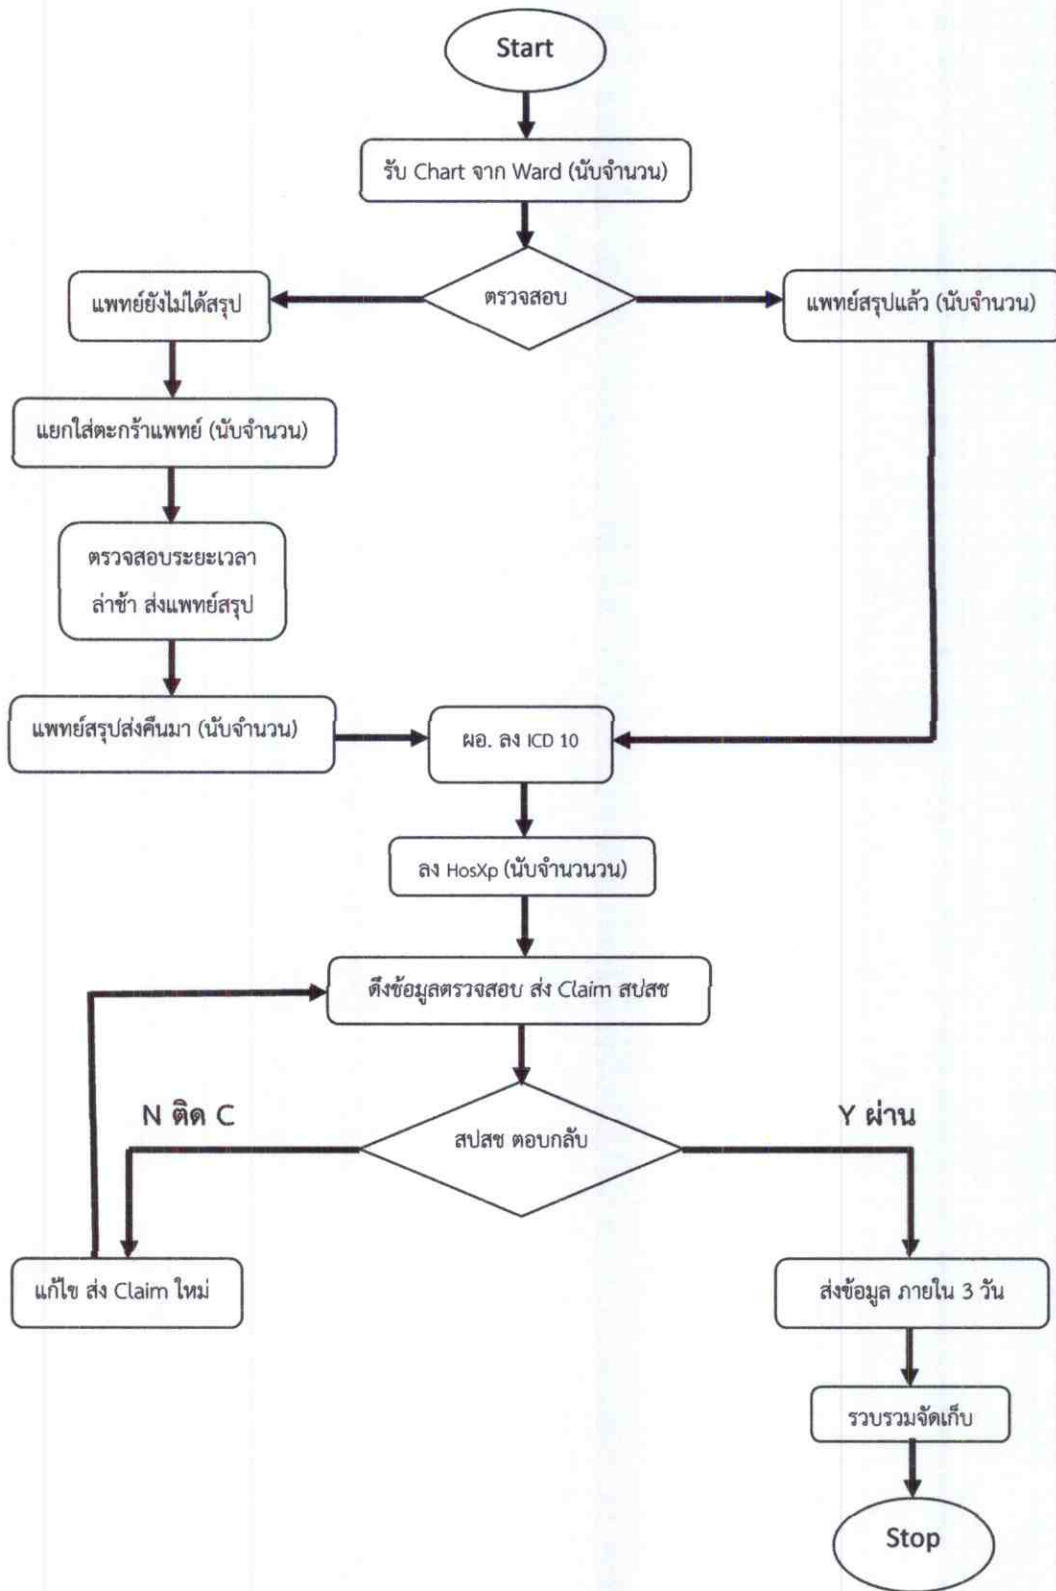 Start
รับ Chart จาก Ward (นับจำนวน)
ตรวจสอบ
แพทย์ยังไม่ได้สรุป
แพทย์สรุปแล้ว (นับจำนวน)
แยกใส่ตะกร้าแพทย์ (นับจำนวน)
ตรวจสอบระยะเวลา
ล่าช้า ส่งแพทย์สรุป
แพทย์สรุปส่งคืนมา (นับจำนวน)
ผอ. ลง ICD 10
ลง HosXp (นับจำนวนวน)
ดึงข้อมูลตรวจสอบ ส่ง Claim สปสช
N ติด C
สปสช ตอบกลับ
Y ผ่าน
แก้ไข ส่ง Claim ใหม่
ส่งข้อมูล ภายใน 3 วัน
รวบรวมจัดเก็บ
Stop